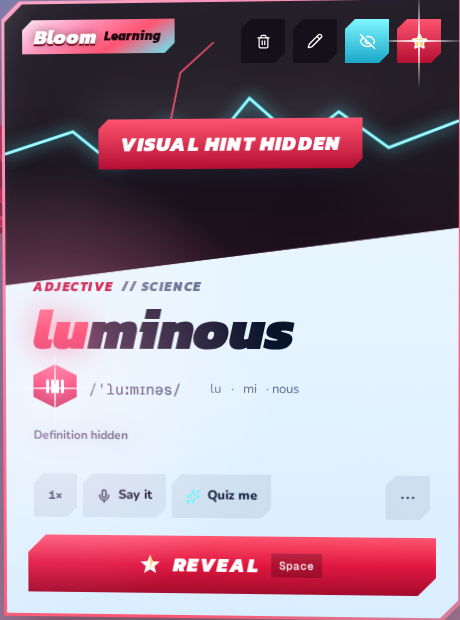 Bloom Learning
VISUAL HINT HIDDEN
ADJECTIVE // SCIENCE
luminous
/ˈluːmɪnəs/ lu · mi · nous
Definition hidden
1× Say it Quiz me ...
REVEAL Space